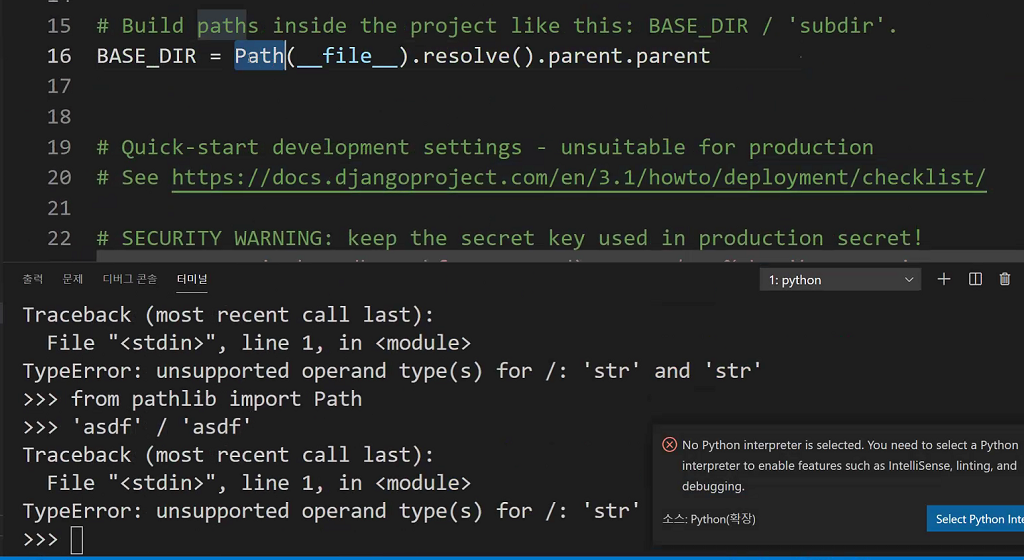 15 # Build paths inside the project like this: BASE_DIR / 'subdir'.
16 BASE_DIR = Path(__file__).resolve().parent.parent
17
18
19 # Quick-start development settings - unsuitable for production
20 # See https://docs.djangoproject.com/en/3.1/howto/deployment/checklist/
21
22 # SECURITY WARNING: keep the secret key used in production secret!
출력 문제 디버그 콘솔 터미널 1: python
Traceback (most recent call last):
  File "<stdin>", line 1, in <module>
TypeError: unsupported operand type(s) for /: 'str' and 'str'
>>> from pathlib import Path
>>> 'asdf' / 'asdf'
Traceback (most recent call last):
  File "<stdin>", line 1, in <module>
TypeError: unsupported operand type(s) for /: 'str'
>>>
No Python interpreter is selected. You need to select a Python
interpreter to enable features such as IntelliSense, linting, and
debugging.
소스: Python(확장)
Select Python Inte